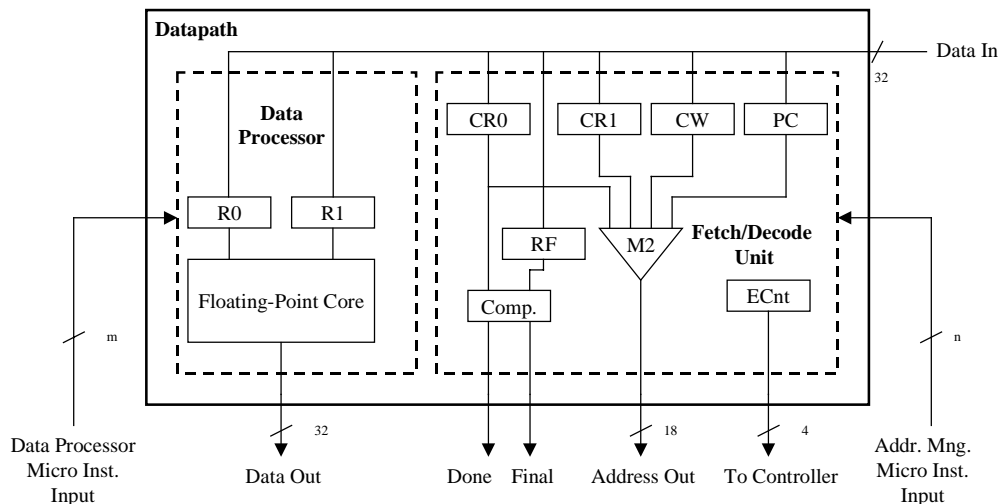 Datapath
Data In
32
Data
Processor
CR0
CR1
CW
PC
R0
R1
RF
M2
Fetch/Decode
Unit
Floating-Point Core
Comp.
ECnt
m
n
32
18
4
Data Processor
Micro Inst.
Input
Data Out
Done
Final
Address Out
To Controller
Addr. Mng.
Micro Inst.
Input